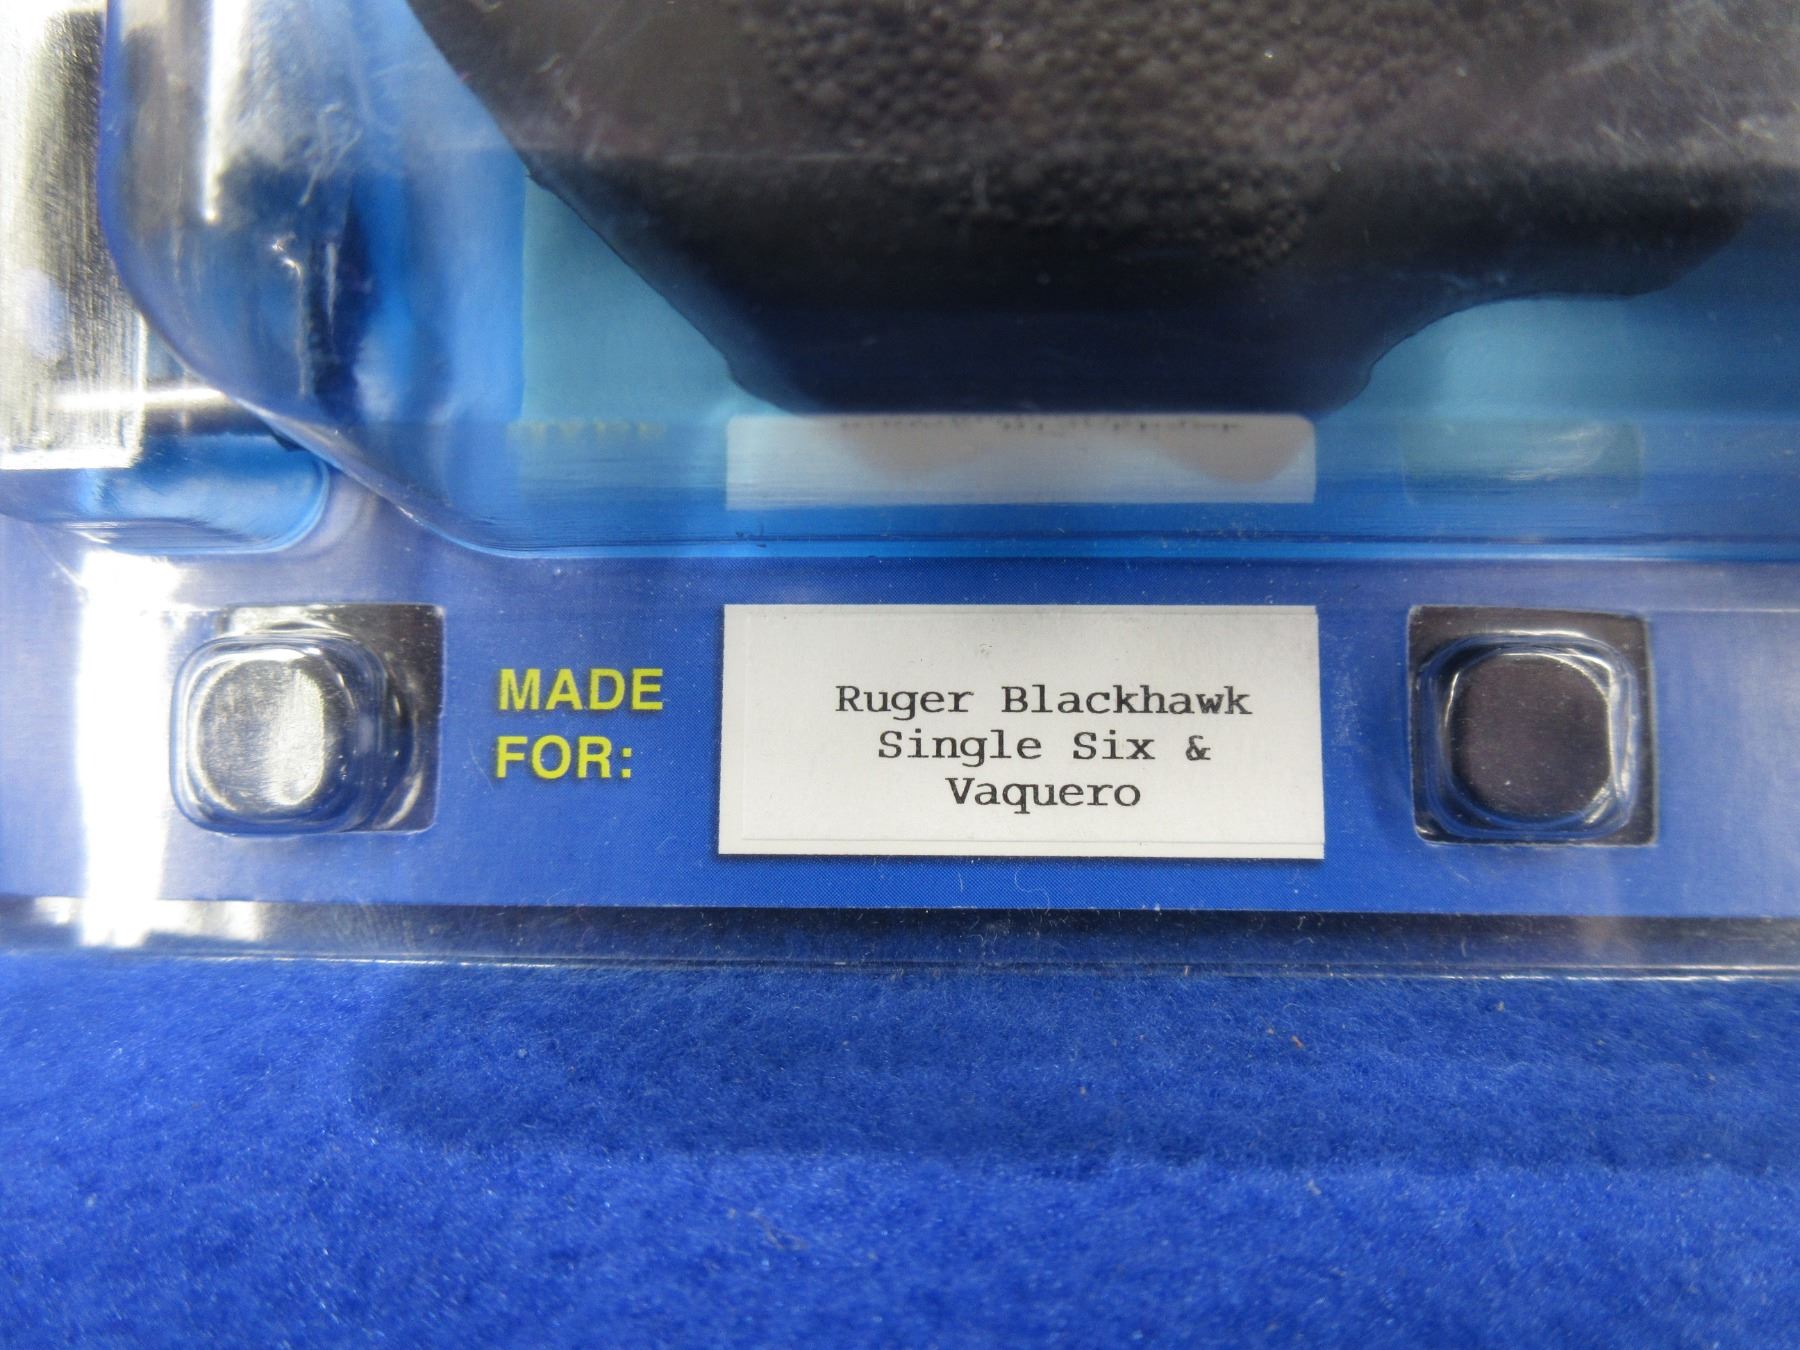 MADE
FOR:
Ruger Blackhawk
Single Six &
Vaquero